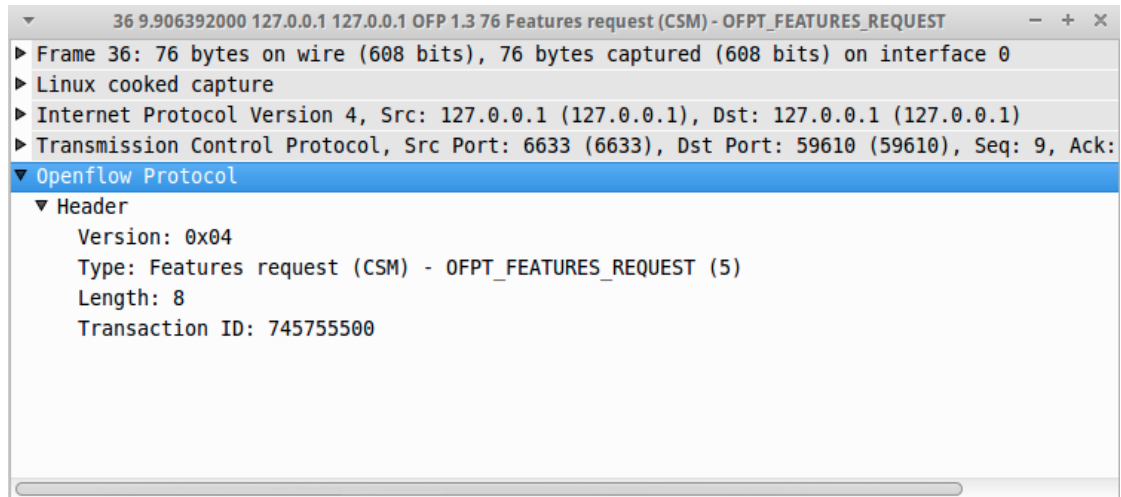 36 9.906392000 127.0.0.1 127.0.0.1 OFP 1.3 76 Features request (CSM) - OFPT_FEATURES_REQUEST
Frame 36: 76 bytes on wire (608 bits), 76 bytes captured (608 bits) on interface 0
Linux cooked capture
Internet Protocol Version 4, Src: 127.0.0.1 (127.0.0.1), Dst: 127.0.0.1 (127.0.0.1)
Transmission Control Protocol, Src Port: 6633 (6633), Dst Port: 59610 (59610), Seq: 9, Ack:
Openflow Protocol
Header
Version: 0x04
Type: Features request (CSM) - OFPT_FEATURES_REQUEST (5)
Length: 8
Transaction ID: 745755500